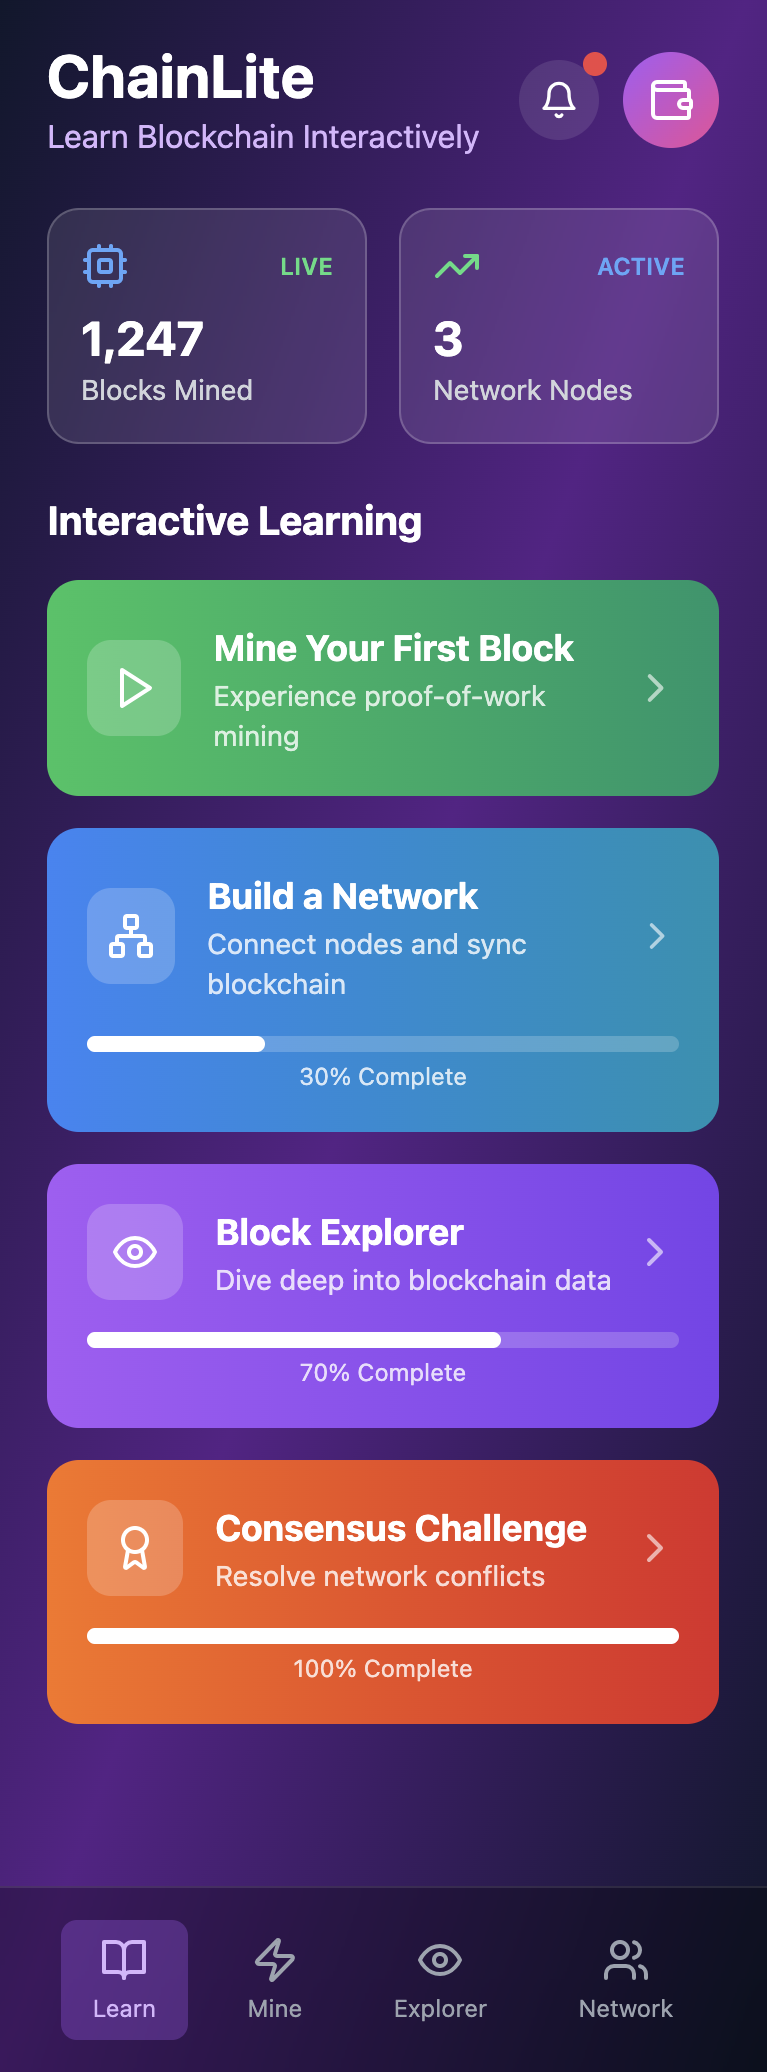 ChainLite
Learn Blockchain Interactively
LIVE
1,247
Blocks Mined
ACTIVE
3
Network Nodes
Interactive Learning
Mine Your First Block
Experience proof-of-work
mining
Build a Network
Connect nodes and sync
blockchain
30% Complete
Block Explorer
Dive deep into blockchain data
70% Complete
Consensus Challenge
Resolve network conflicts
100% Complete
Learn
Mine
Explorer
Network